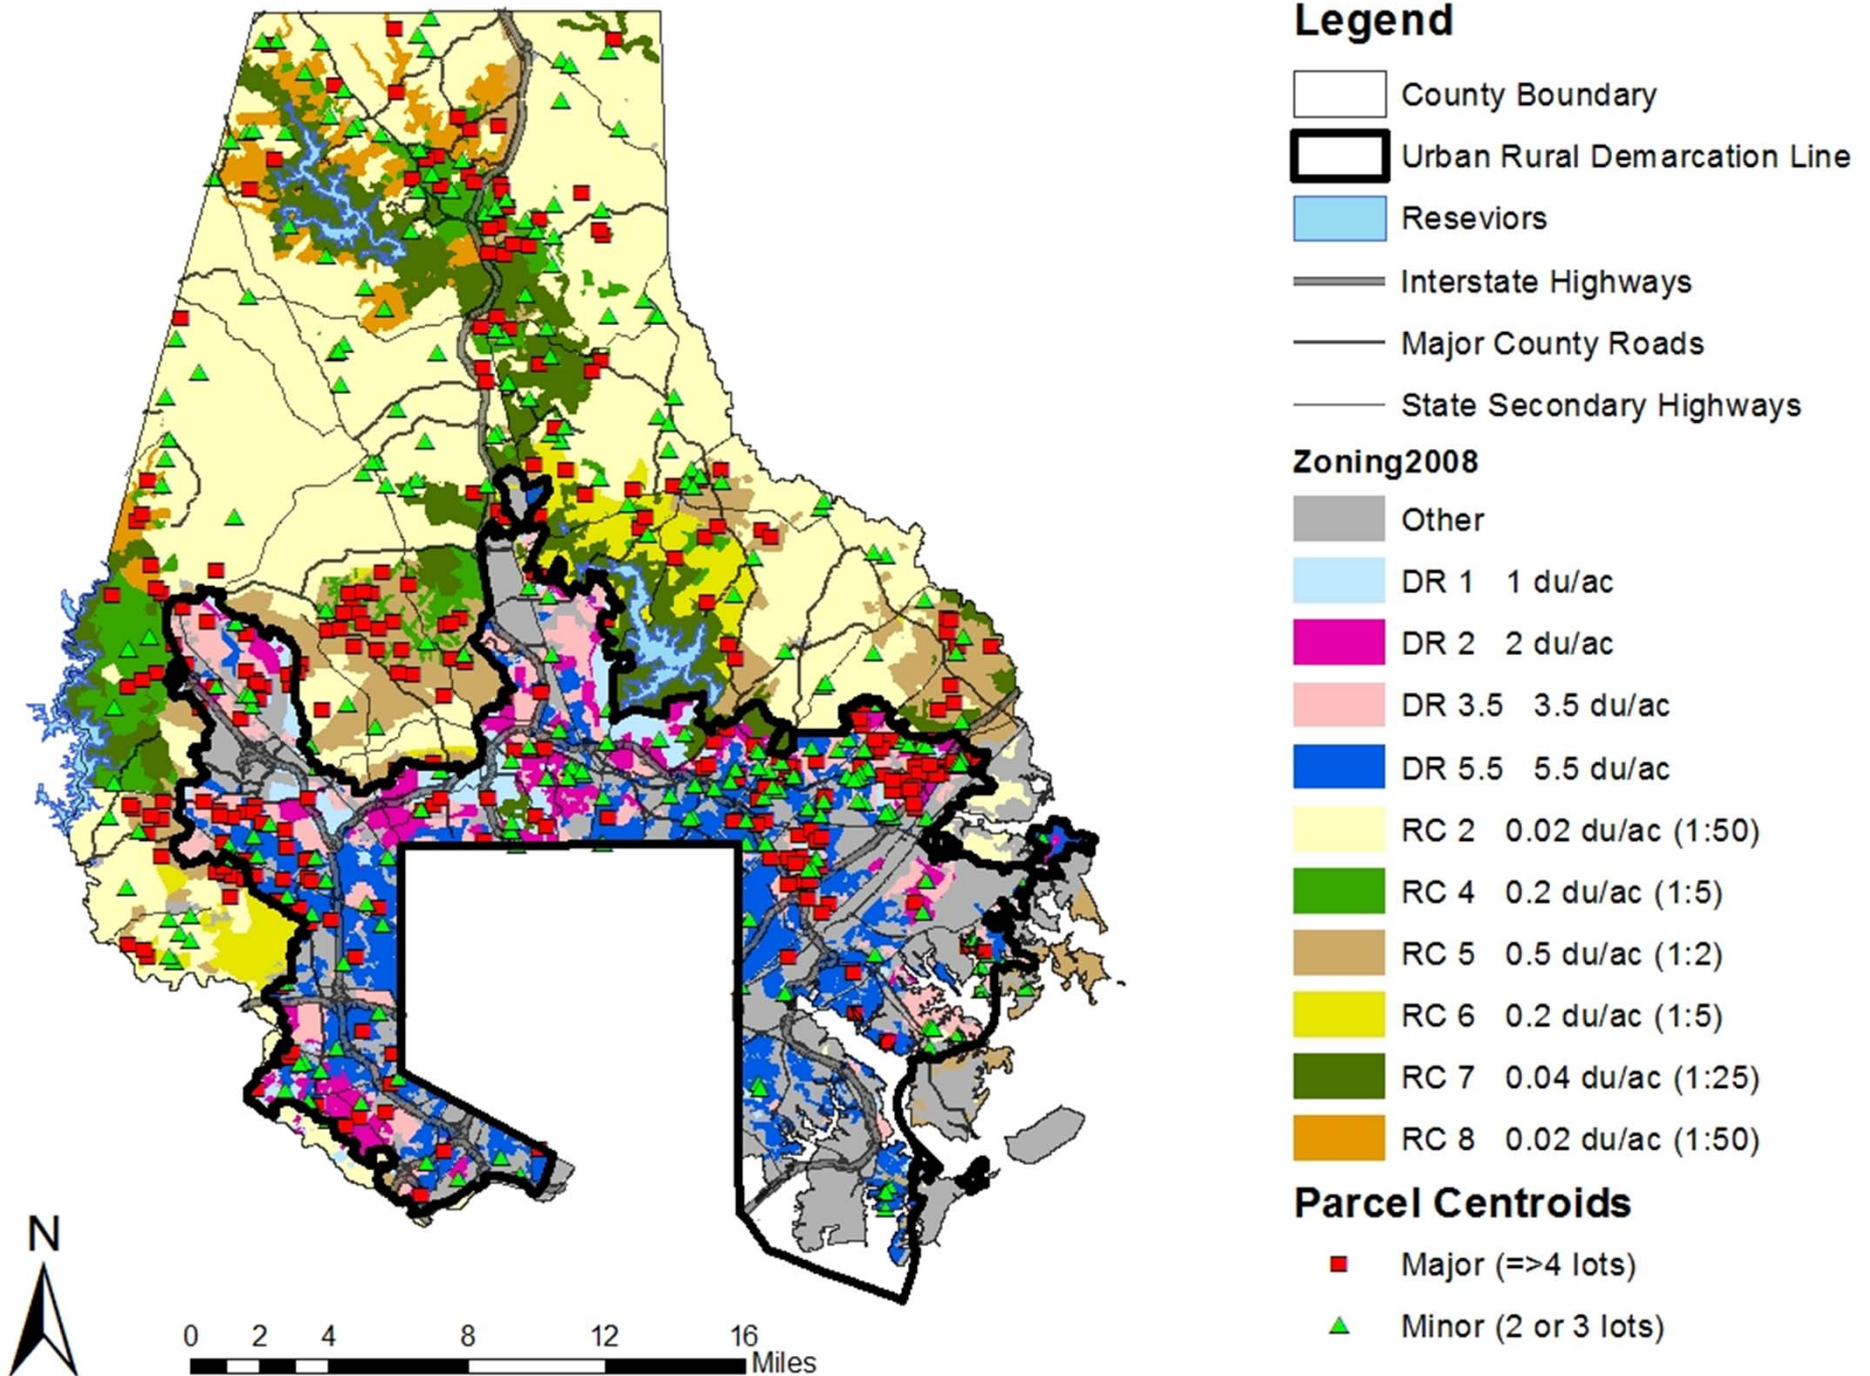 Legend
County Boundary
Urban Rural Demarcation Line
Reseviors
Interstate Highways
Major County Roads
State Secondary Highways
Zoning2008
Other
DR 1 1 du/ac
DR 2 2 du/ac
DR 3.5 3.5 du/ac
DR 5.5 5.5 du/ac
RC 2 0.02 du/ac (1:50)
RC 4 0.2 du/ac (1:5)
RC 5 0.5 du/ac (1:2)
RC 6 0.2 du/ac (1:5)
RC 7 0.04 du/ac (1:25)
RC 8 0.02 du/ac (1:50)
Parcel Centroids
Major (=>4 lots)
Minor (2 or 3 lots)
N
0 2 4 8 12 16
Miles